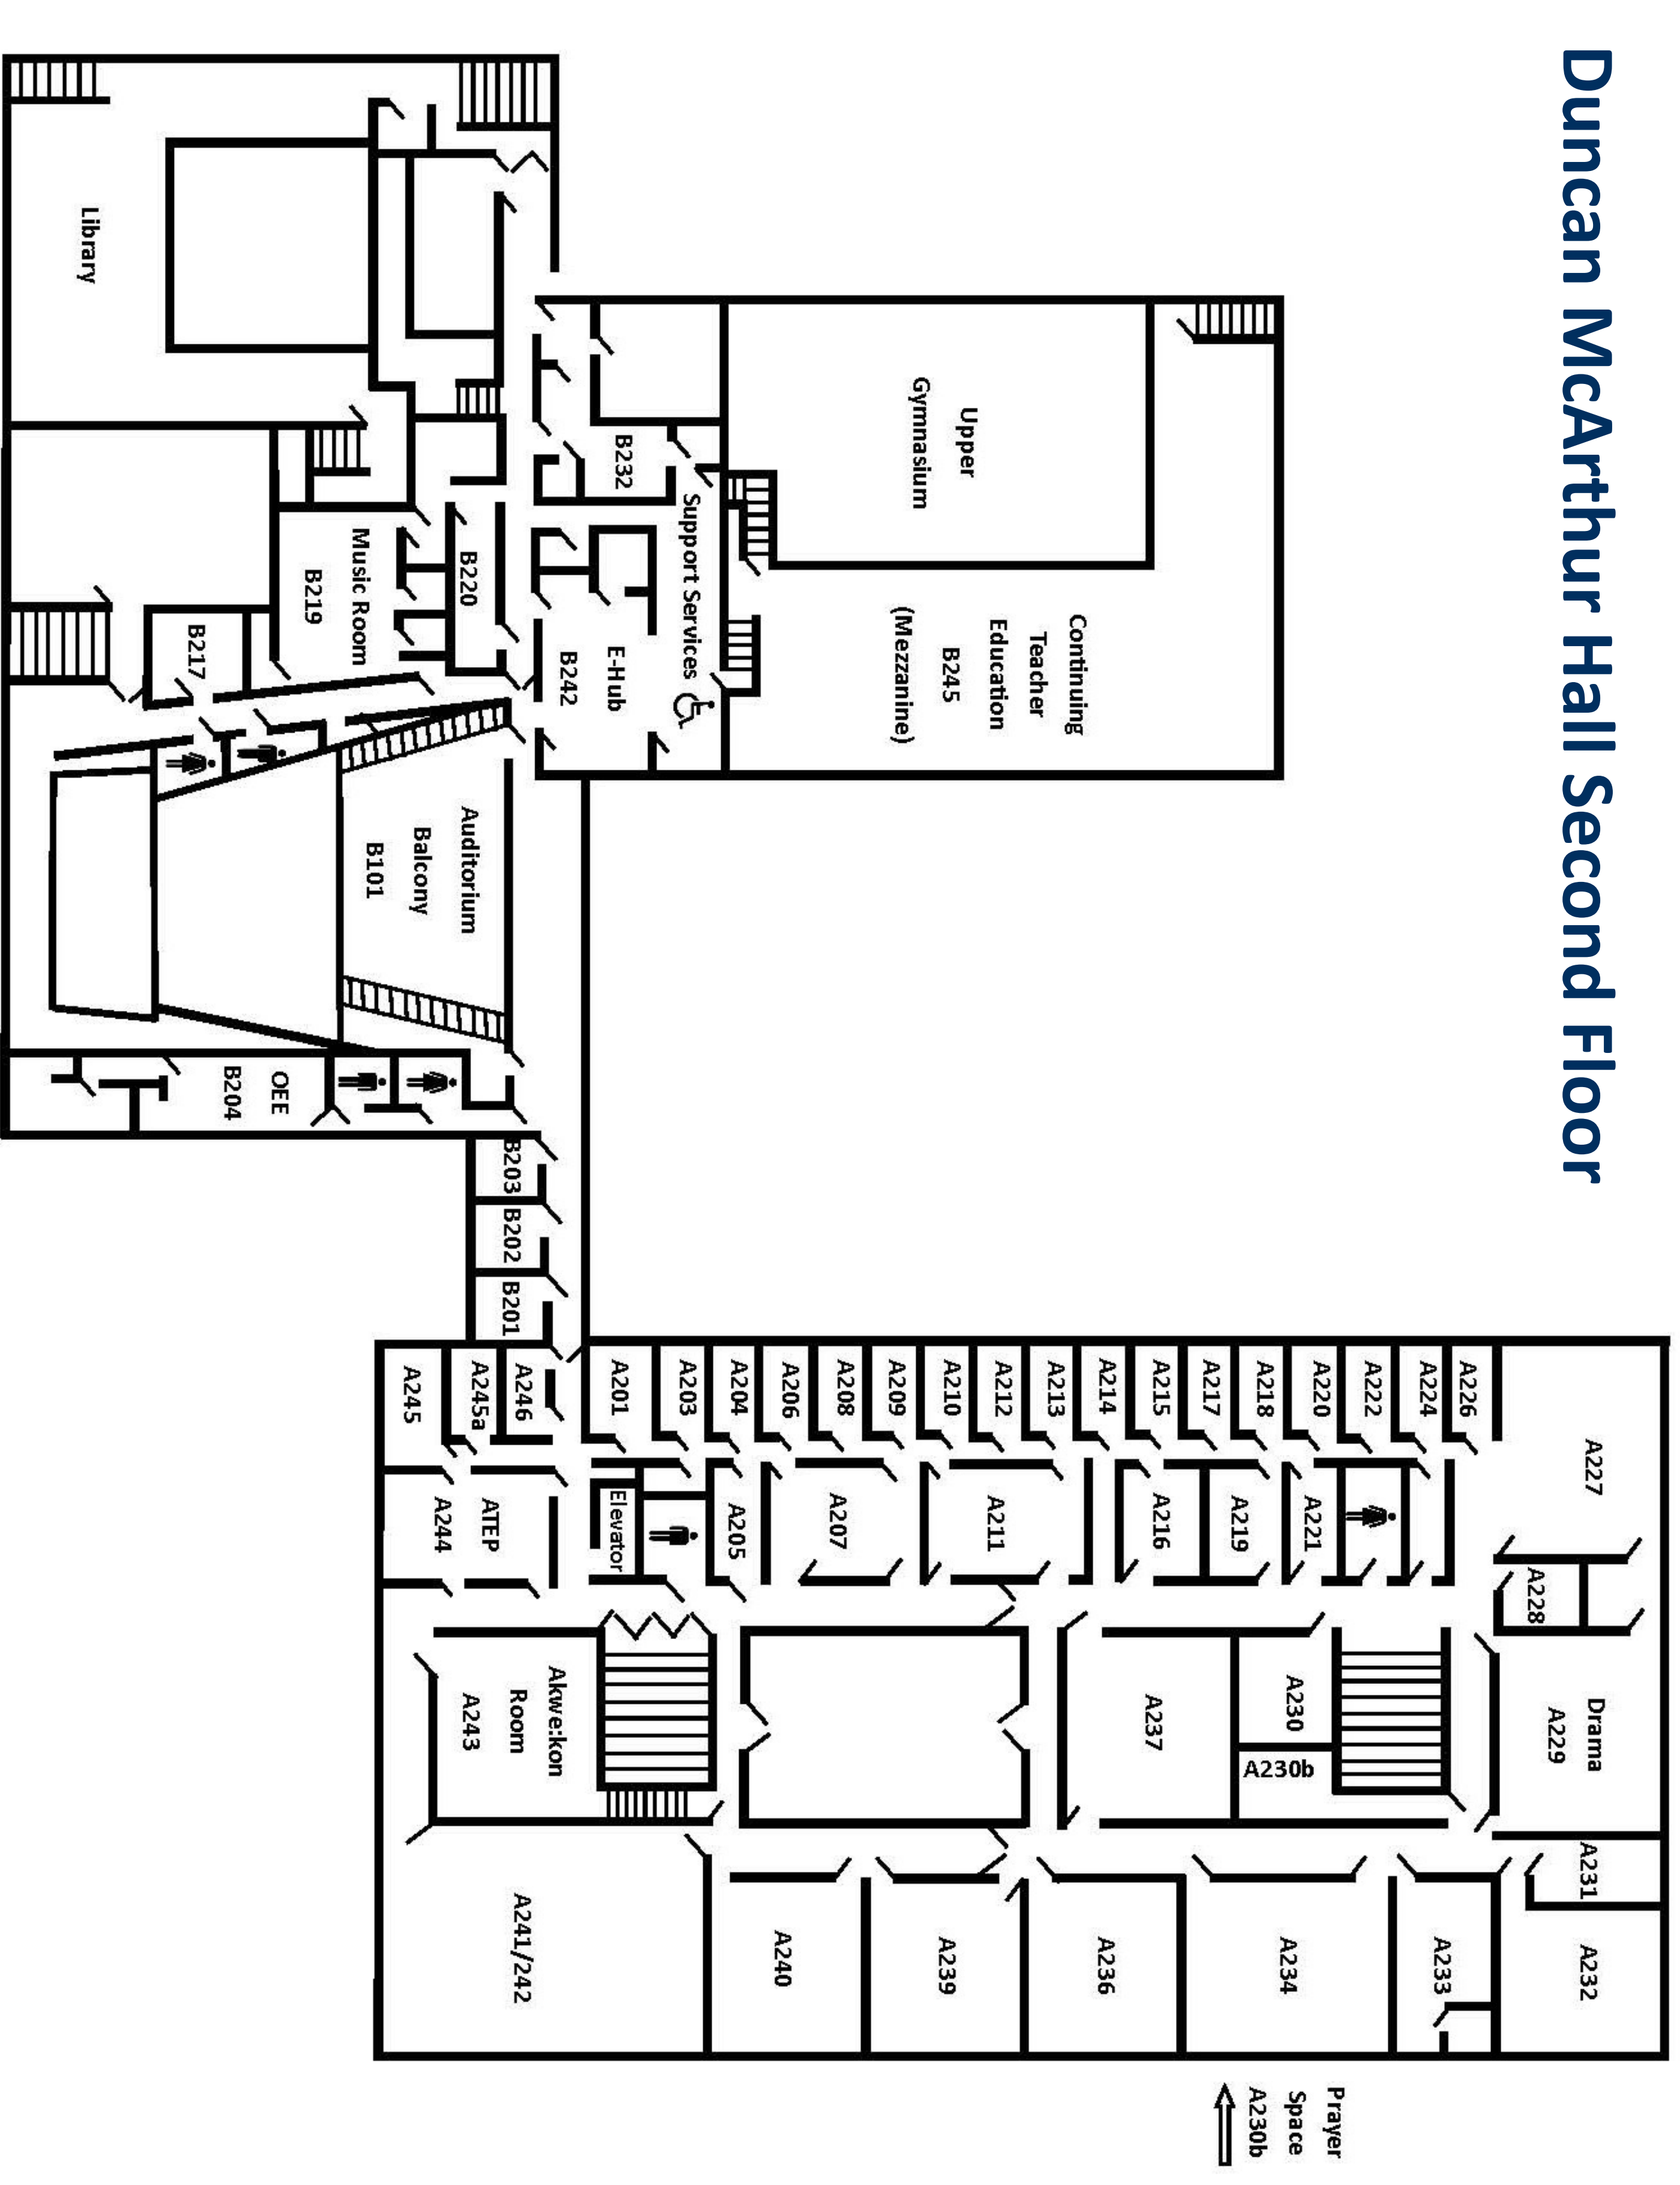 Duncan McArthur Hall Second Floor
Library
Upper
Gymnasium
Continuing
Teacher
Education
B245
(Mezzanine)
Support Services
B232
E-Hub
B242
B220
Music Room
B219
B217
Auditorium
Balcony
B101
OEE
B204
B203
B202
B201
A227
A226
A224
A222
A220
A218
A217
A215
A214
A213
A212
A210
A209
A208
A206
A204
A203
A201
A246
A245a
A245
A228
A221
A219
A216
A211
A207
A205
Elevator
ATEP
A244
Drama
A229
A230
A230b
A237
Akwe:kon
Room
A243
A231
A232
A233
A234
A236
A239
A240
A241/242
Prayer
Space
A230b